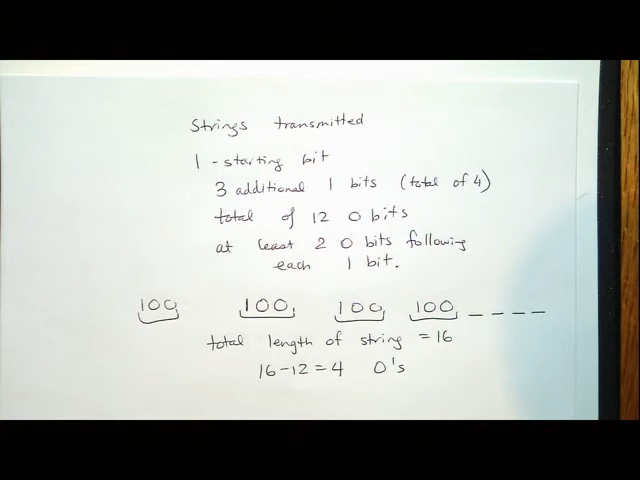 Strings transmitted
1 - starting bit
3 additional 1 bits (total of 4)
total of 12 0 bits
at least 2 0 bits following
each 1 bit.
100 100 100 100 _ _ _ _
total length of string = 16
16-12=4 0's